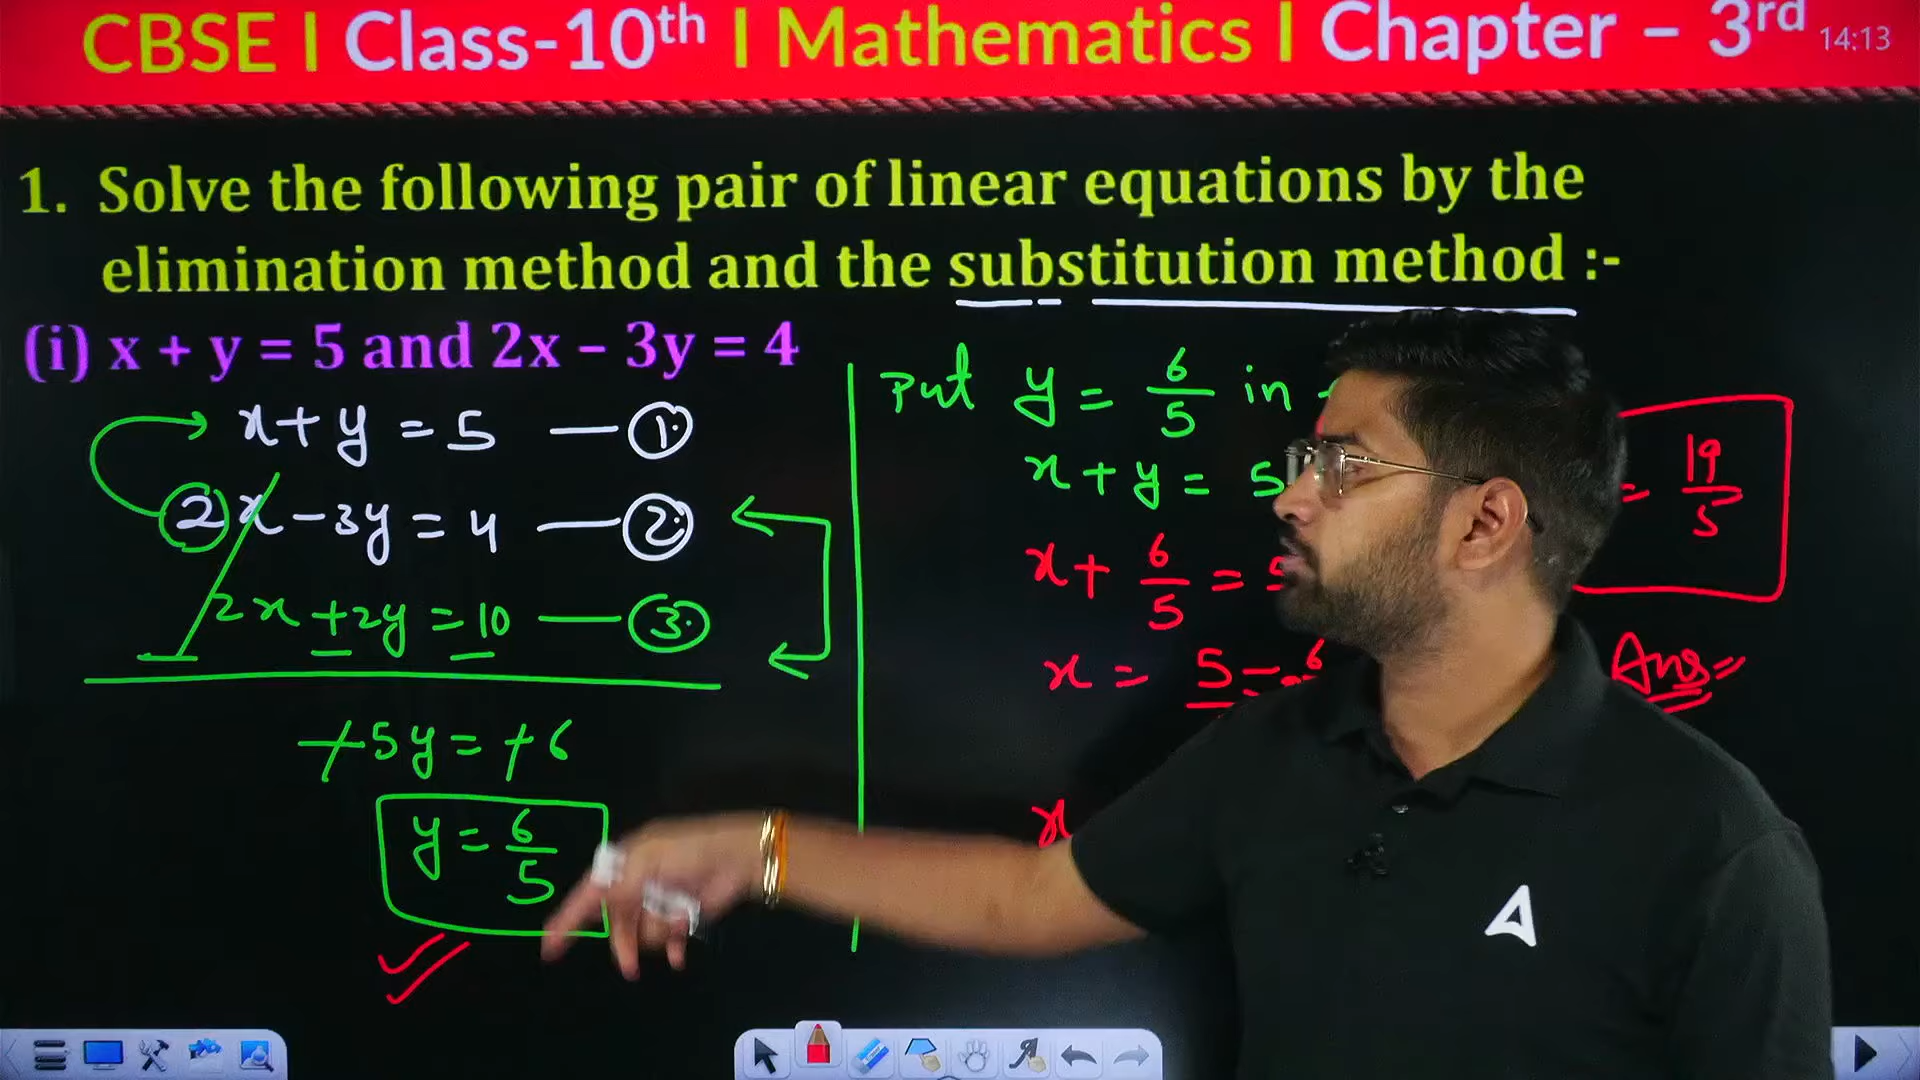 CBSE I Class-10th I Mathematics I Chapter – 3rd
14:13
1. Solve the following pair of linear equations by the
elimination method and the substitution method :-
(i) x + y = 5 and 2x – 3y = 4
x + y = 5 — 1
2x - 3y = 4 — 2
2x + 2y = 10 — 3
+5y = +6
y = 6/5
Put y = 6/5 in
x + y = 5
x + 6/5 = 5
x = 5 - 6
x
= 19/5
Ans=